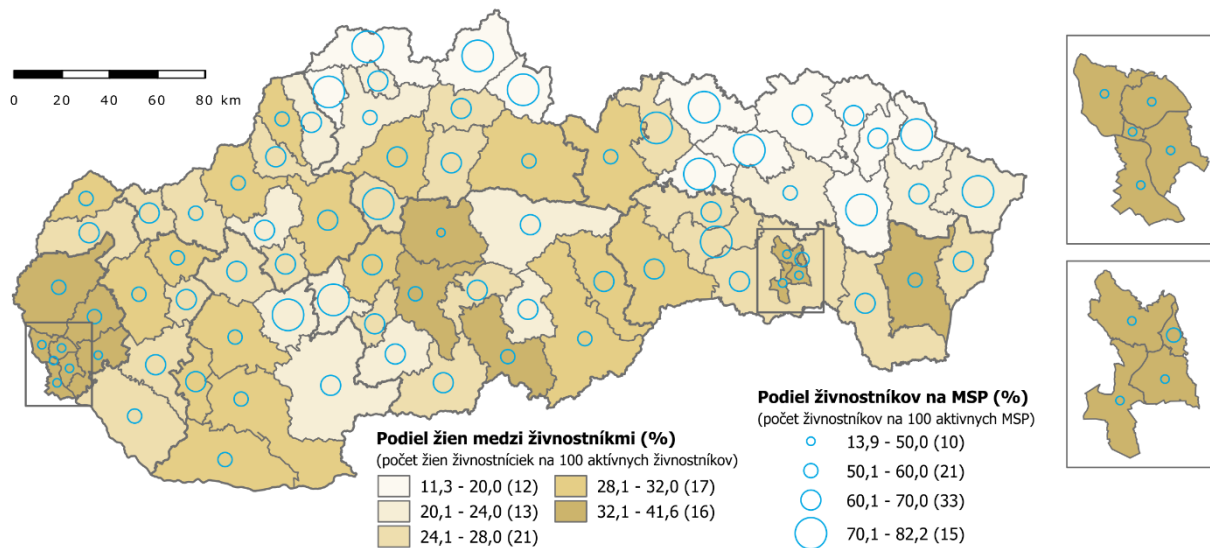 0 20 40 60 80 km
Podiel žien medzi živnostníkmi (%)
(počet žien živnostníciek na 100 aktívnych živnostníkov)
11,3 - 20,0 (12)
20,1 - 24,0 (13)
24,1 - 28,0 (21)
28,1 - 32,0 (17)
32,1 - 41,6 (16)
Podiel živnostníkov na MSP (%)
(počet živnostníkov na 100 aktivnych MSP)
13,9 - 50,0 (10)
50,1 - 60,0 (21)
60,1 - 70,0 (33)
70,1 - 82,2 (15)